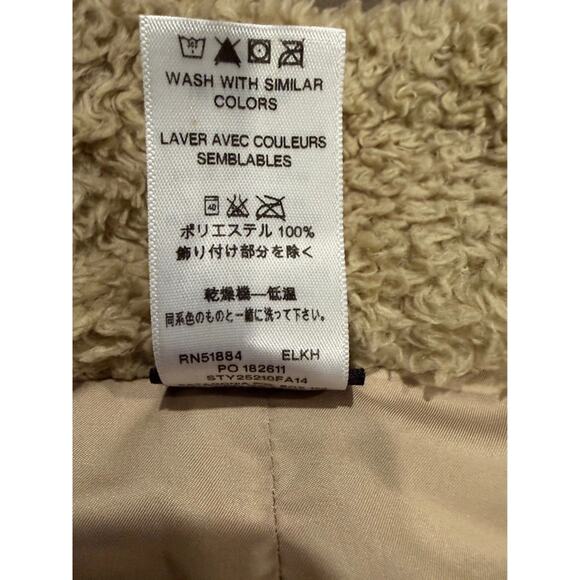 WASH WITH SIMILAR
COLORS
LAVER AVEC COULEURS
SEMBLABLES
ポリエステル 100%
飾り付け部分を除く
乾燥機—低温
同系色のものと一緒に洗って下さい。
RN51884 ELKH
PO 182611
STY25210FA14